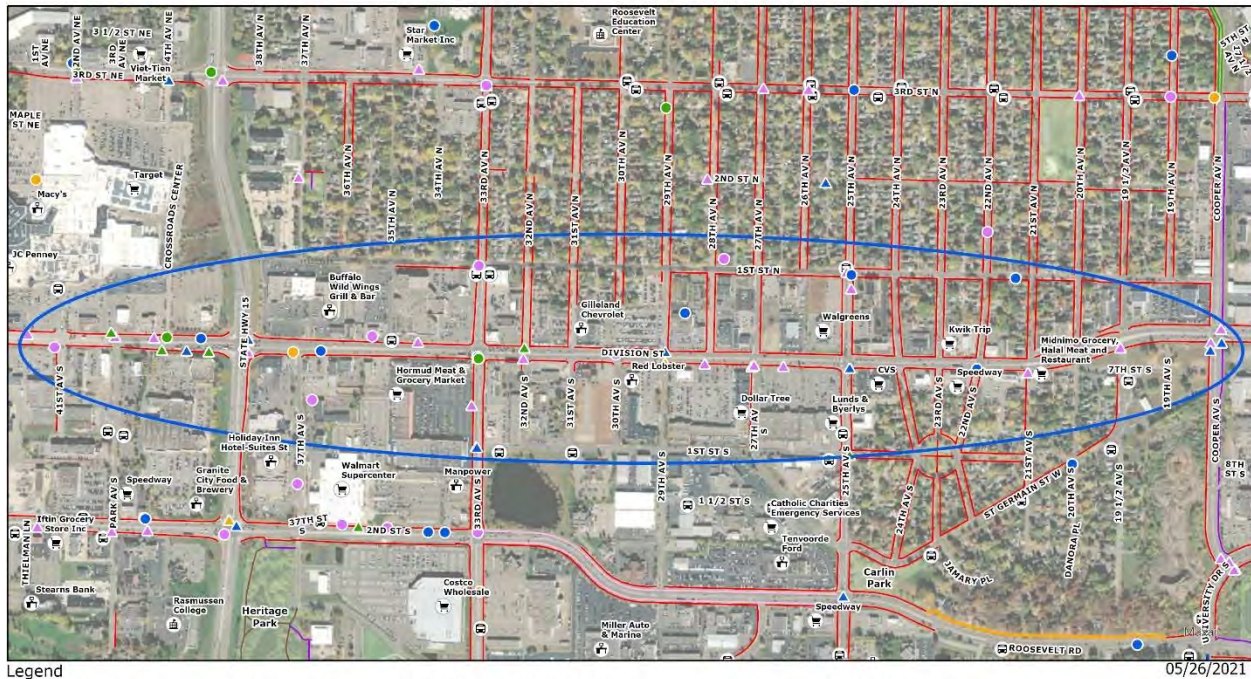 1ST
AV NE
2ND AV NE
3RD
AV NE
3 1/2 ST NE
4TH AV NE
Viet-Tien
Market
3RD ST NE
38TH AV N
37TH AV N
Star
Market Inc
Roosevelt
Education
Center
5TH ST N
3RD ST N
MAPLE
ST NE
Macy's
Target
JC Penney
CROSSROADS CENTER
36TH AV N
35TH AV N
34TH AV N
33RD AV N
32ND AV N
31ST AV N
30TH AV N
29TH AV N
28TH AV N
2ND ST N
27TH AV N
26TH AV N
25TH AV N
24TH AV N
23RD AV N
22ND AV N
21ST AV N
20TH AV N
19 1/2 AV N
19TH AV N
COOPER AV N
1ST ST N
STATE HWY 15
Buffalo
Wild Wings
Grill & Bar
Gilleland
Chevrolet
Walgreens
Kwik Trip
Midnimo Grocery,
Halal Meat and
Restaurant
DIVISION ST
Red Lobster
Hormud Meat &
Grocery Market
CVS
Speedway
7TH ST S
41ST AV S
37TH AV S
32ND AV S
31ST AV S
30TH AV S
Dollar Tree
27TH AV
S
Lunds &
Byerlys
23RD AV S
22ND AV S
21ST AV S
19TH AV S
COOPER AV S
Holiday Inn
Hotel-Suites St
1ST ST S
Speedway
PARK AV S
Granite
City Food &
Brewery
Walmart
Supercenter
Manpower
33RD AV S
29TH AV S
1 1/2 ST S
25TH AV S
24TH AV S
ST GERMAIN ST W
20TH AV S
19 1/2 AV S
8TH
ST S
Iftin Grocery
Store Inc
37TH ST
S
2ND ST S
Catholic Charities
Emergency Services
Tenvoorde
Ford
THIELMAN LN
Stearns Bank
Rasmussen
College
Heritage
Park
Costco
Wholesale
Miller Auto
& Marine
Carlin
Park
JAMARY PL
DANORA PL
Speedway
UNIVERSITY DR S
ROOSEVELT RD
Legend
05/26/2021